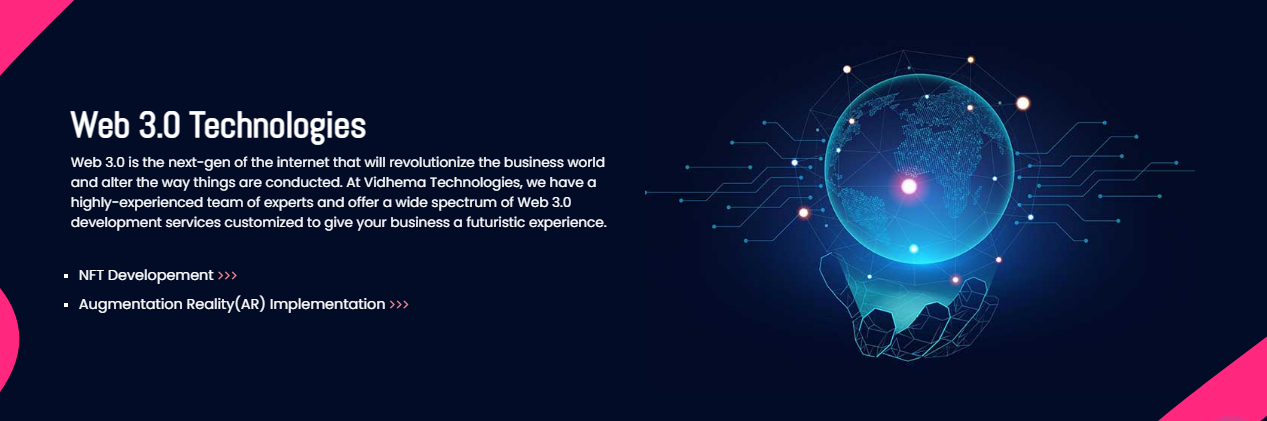 Web 3.0 Technologies
Web 3.0 is the next-gen of the internet that will revolutionize the business world
and alter the way things are conducted. At Vidhema Technologies, we have a
highly-experienced team of experts and offer a wide spectrum of Web 3.0
development services customized to give your business a futuristic experience.
NFT Developement >>>
Augmentation Reality(AR) Implementation >>>